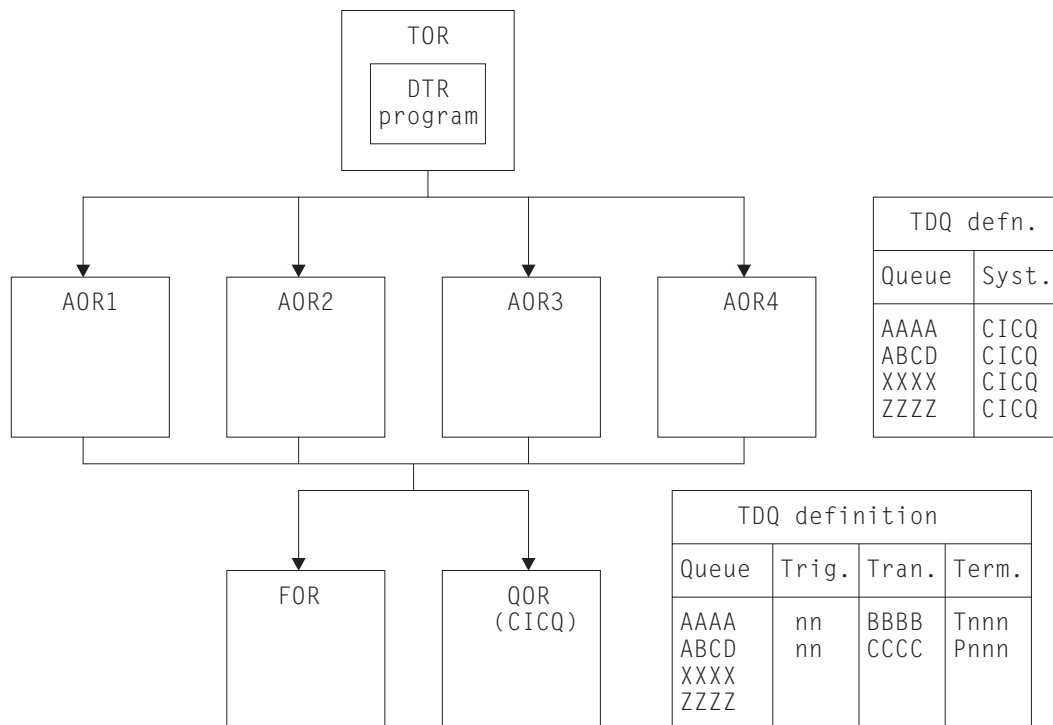 TOR
DTR
program
TDQ defn.
Queue Syst.
AAAA CICQ
ABCD CICQ
XXXX CICQ
ZZZZ CICQ
AOR1 AOR2 AOR3 AOR4
FOR
QOR
(CICQ)
TDQ definition
Queue Trig. Tran. Term.
AAAA nn BBBB Tnnn
ABCD nn CCCC Pnnn
XXXX
ZZZZ